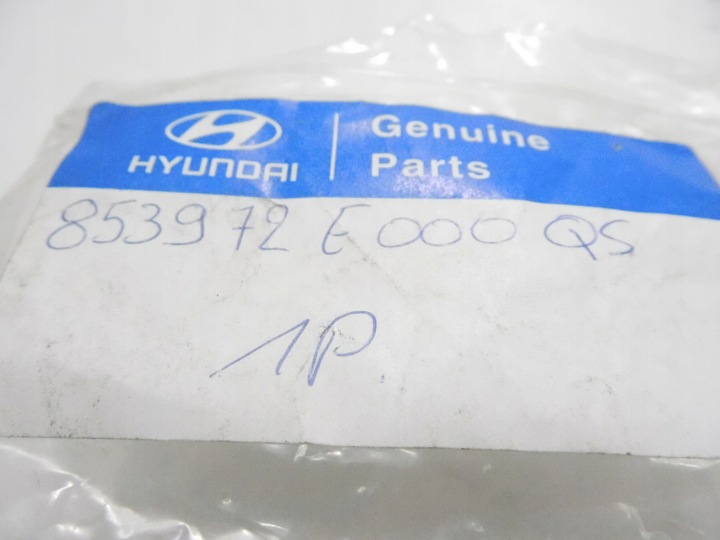 HYUNDAI
Genuine
Parts
853972E000QS
1P.